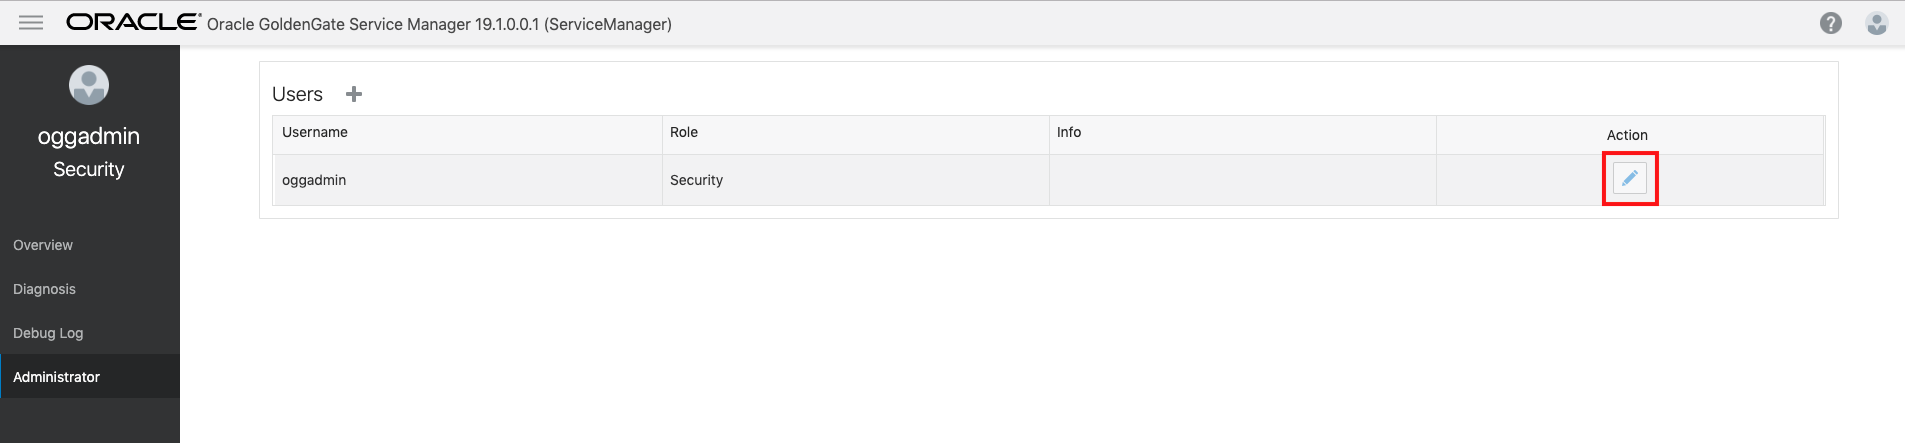 ORACLE® Oracle GoldenGate Service Manager 19.1.0.0.1 (ServiceManager)
?
oggadmin
Security
Overview
Diagnosis
Debug Log
Administrator
Users
Username Role Info Action
oggadmin Security